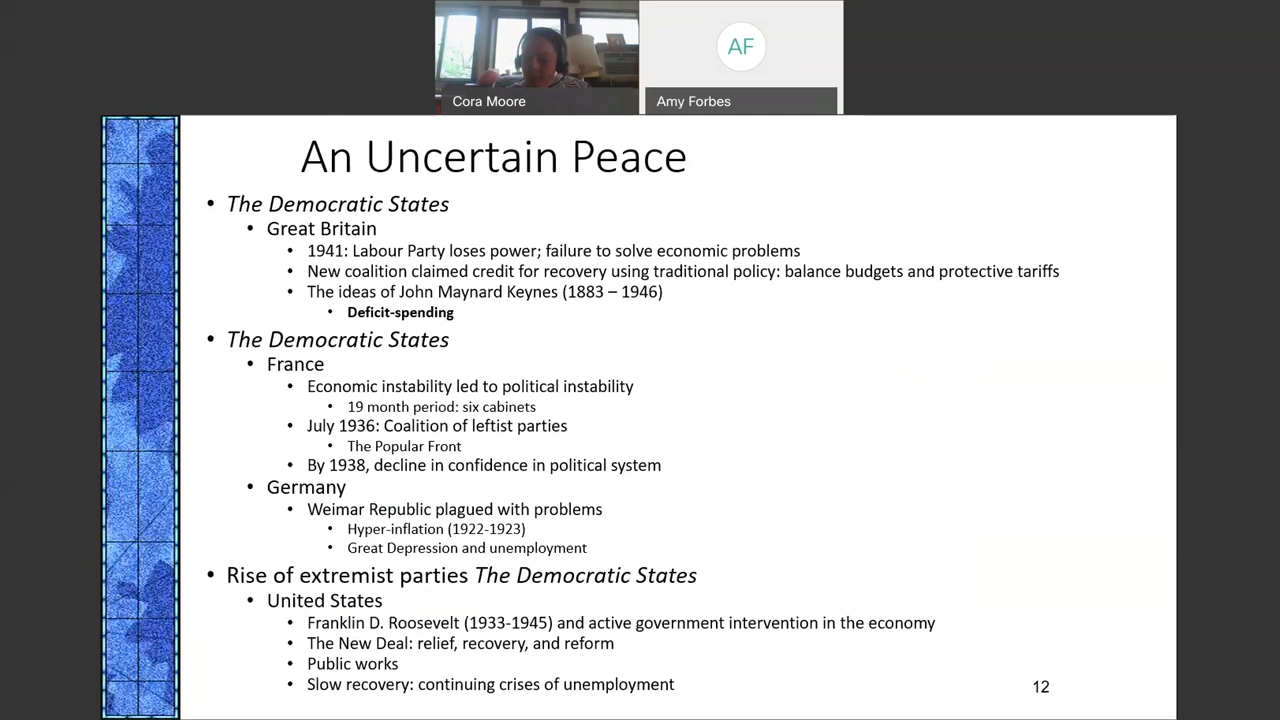 Cora Moore
AF
Amy Forbes
An Uncertain Peace
• The Democratic States
• Great Britain
• 1941: Labour Party loses power; failure to solve economic problems
• New coalition claimed credit for recovery using traditional policy: balance budgets and protective tariffs
• The ideas of John Maynard Keynes (1883 – 1946)
• Deficit-spending
• The Democratic States
• France
• Economic instability led to political instability
• 19 month period: six cabinets
• July 1936: Coalition of leftist parties
• The Popular Front
• By 1938, decline in confidence in political system
• Germany
• Weimar Republic plagued with problems
• Hyper-inflation (1922-1923)
• Great Depression and unemployment
• Rise of extremist parties The Democratic States
• United States
• Franklin D. Roosevelt (1933-1945) and active government intervention in the economy
• The New Deal: relief, recovery, and reform
• Public works
• Slow recovery: continuing crises of unemployment
12